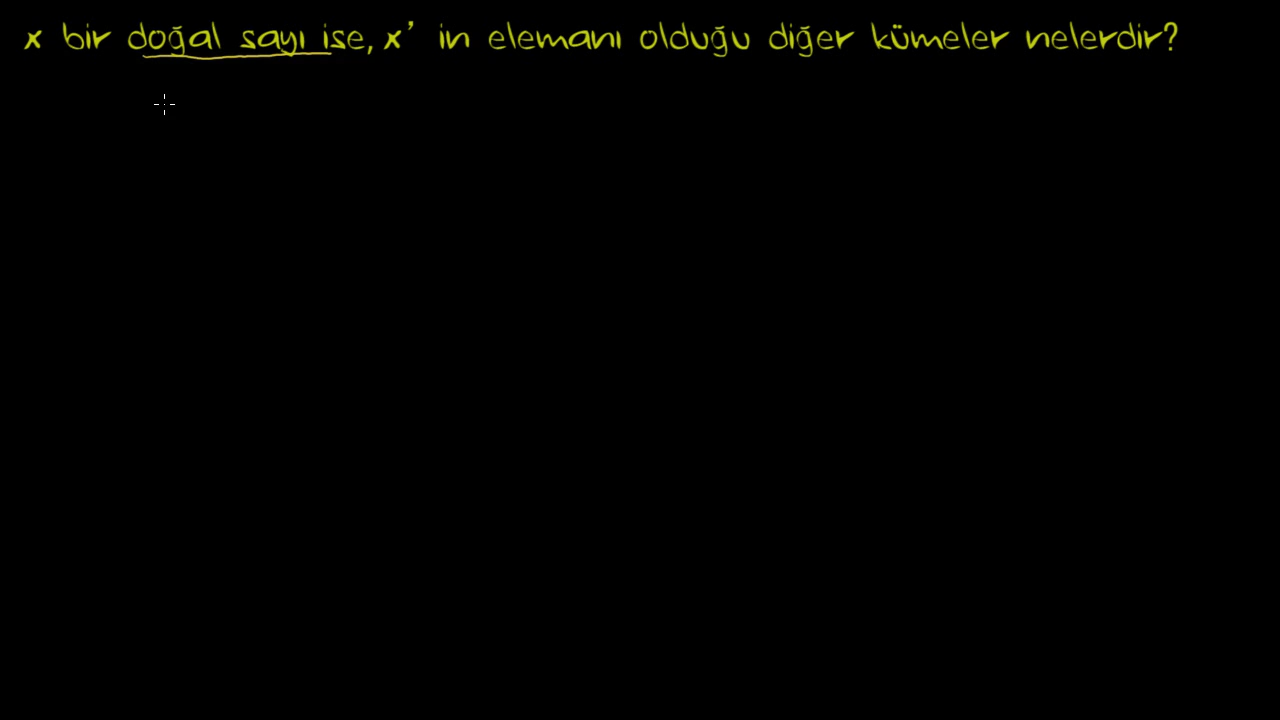 x bir doğal sayı ise, x' in elemanı olduğu diğer kümeler nelerdir?